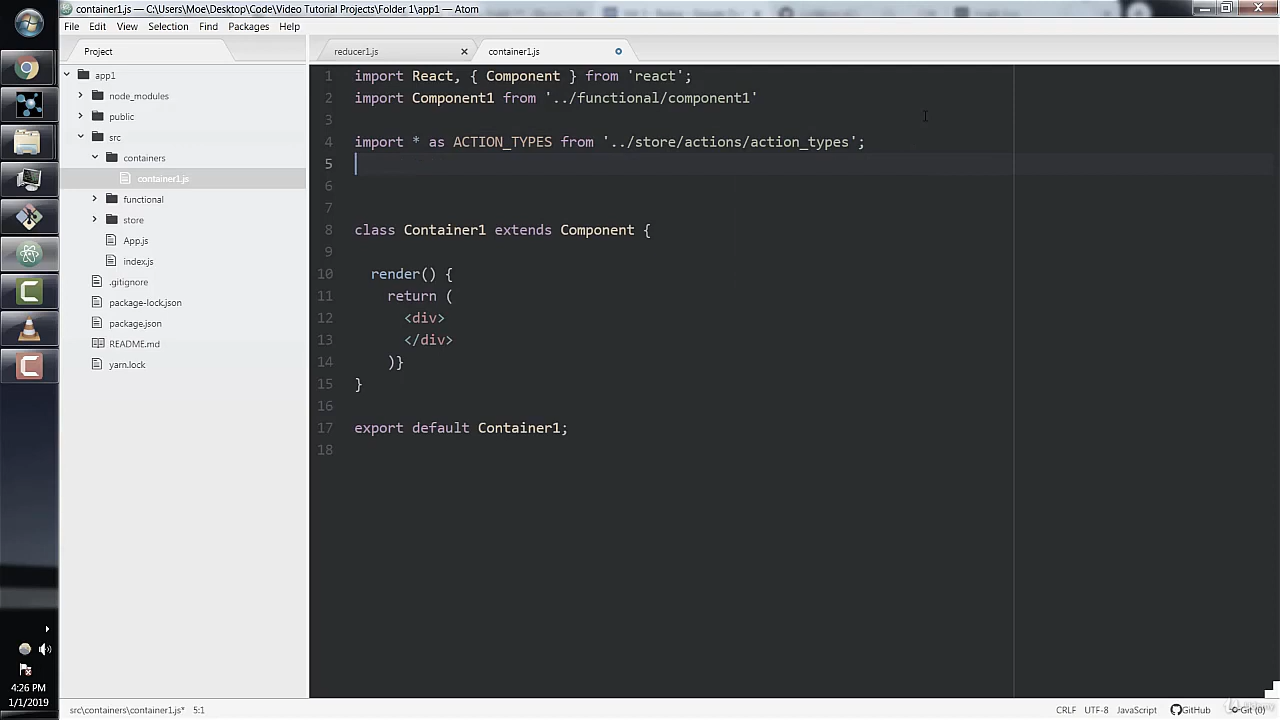 container1.js — C:\Users\Moe\Desktop\Code\Video Tutorial Projects\Folder 1\app1 — Atom
File Edit View Selection Find Packages Help
Project
reducer1.js
container1.js
app1
node_modules
public
src
containers
container1.js
functional
store
App.js
index.js
.gitignore
package-lock.json
package.json
README.md
yarn.lock
1 import React, { Component } from 'react';
2 import Component1 from '../functional/component1'
3
4 import * as ACTION_TYPES from '../store/actions/action_types';
5
6
7
8 class Container1 extends Component {
9
10 render() {
11 return (
12 <div>
13 </div>
14 )}
15 }
16
17 export default Container1;
18
4:26 PM
1/1/2019
src\containers\container1.js* 5:1
CRLF UTF-8 JavaScript GitHub Git (0)